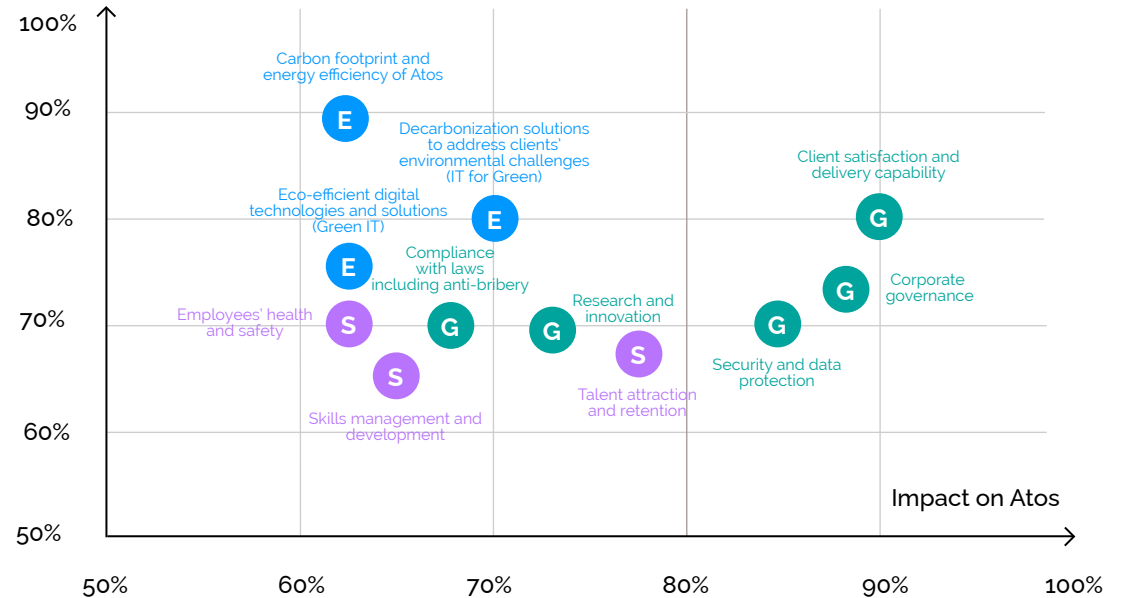 100%
Carbon footprint and
energy efficiency of Atos
90%
E
Decarbonization solutions
to address clients'
environmental challenges
(IT for Green)
Client satisfaction and
delivery capability
Eco-efficient digital
technologies and solutions
(Green IT)
80%
E
G
Compliance
with laws
including anti-bribery
E
Corporate
governance
G
Research and
innovation
Employees' health
and safety
70%
S
G
G
G
S
Security and data
protection
S
Talent attraction
and retention
Skills management and
development
60%
Impact on Atos
50%
50%
60%
70%
80%
90%
100%